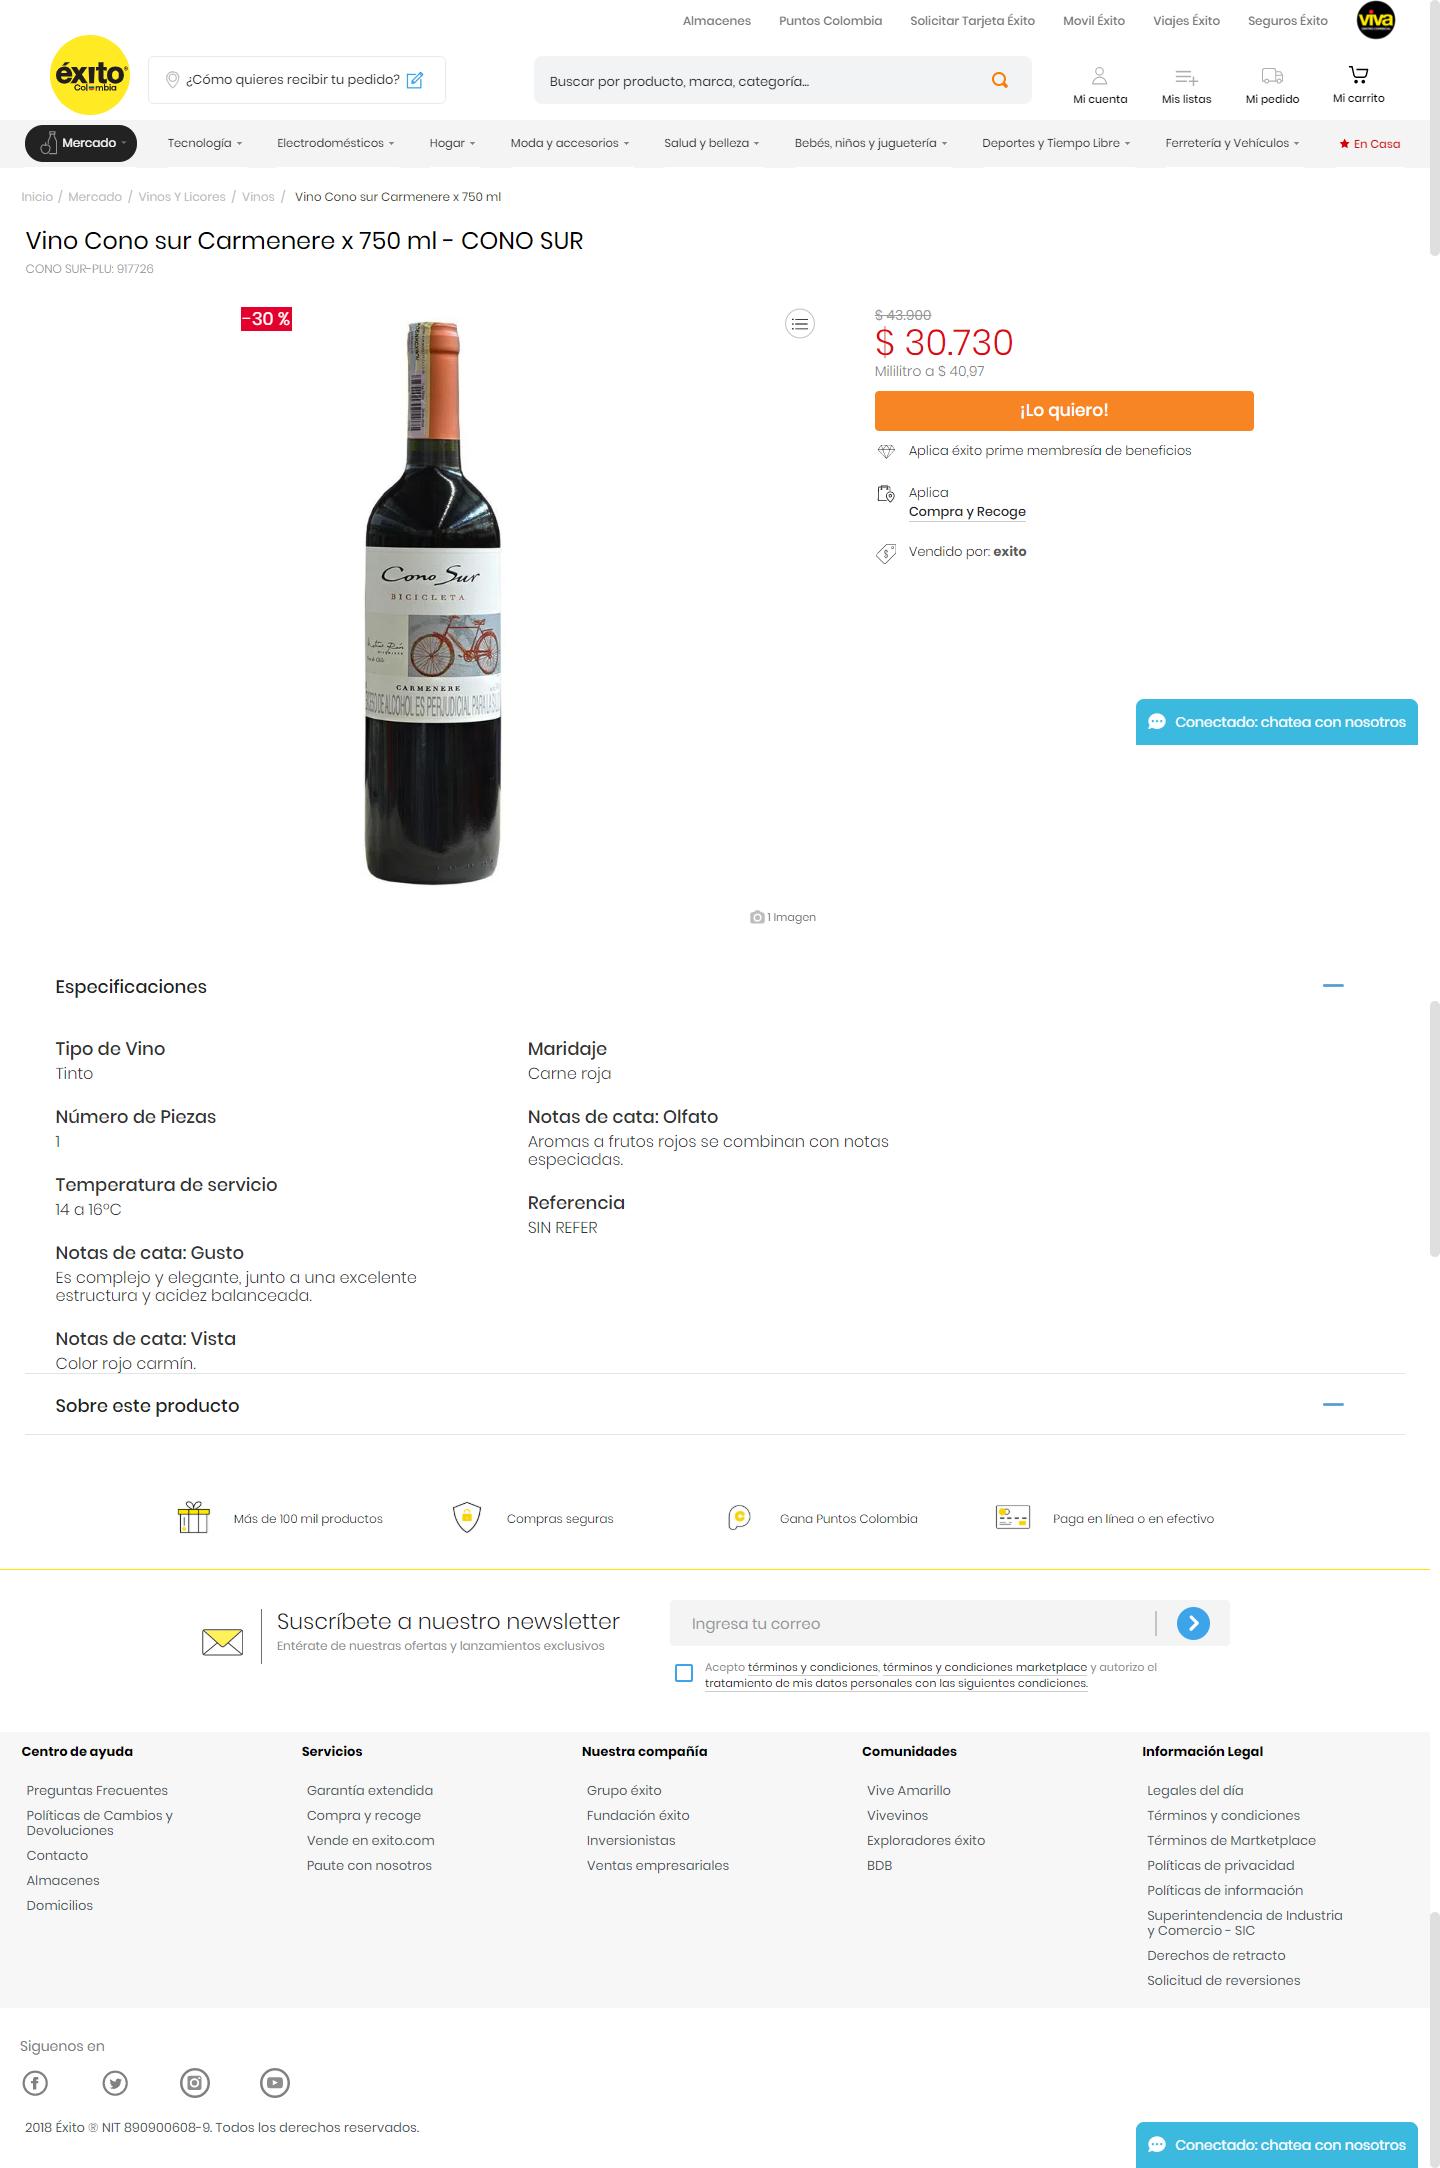 Almacenes Puntos Colombia Solicitar Tarjeta Éxito Movil Éxito Viajes Éxito Seguros Éxito viva
éxito
Colombia
¿Cómo quieres recibir tu pedido?
Buscar por producto, marca, categoría...
Mi cuenta Mis listas Mi pedido Mi carrito
Mercado Tecnología Electrodomésticos Hogar Moda y accesorios Salud y belleza Bebés, niños y juguetería Deportes y Tiempo Libre Ferretería y Vehículos En Casa
Inicio / Mercado / Vinos Y Licores / Vinos / Vino Cono sur Carmenere x 750 ml
Vino Cono sur Carmenere x 750 ml - CONO SUR
CONO SUR-PLU: 917726
-30 %
$ 43.900
$ 30.730
Mililitro a $ 40,97
¡Lo quiero!
Aplica éxito prime membresía de beneficios
Aplica
Compra y Recoge
Vendido por: exito
Cono Sur
BICICLETA
CARMENERE
DE ALCOHOL ES PERJUDICIAL PARA LA
Conectado: chatea con nosotros
1 Imagen
Especificaciones
Tipo de Vino
Tinto
Número de Piezas
1
Temperatura de servicio
14 a 16°C
Notas de cata: Gusto
Es complejo y elegante, junto a una excelente
estructura y acidez balanceada.
Notas de cata: Vista
Color rojo carmín.
Maridaje
Carne roja
Notas de cata: Olfato
Aromas a frutos rojos se combinan con notas
especiadas.
Referencia
SIN REFER
Sobre este producto
Más de 100 mil productos Compras seguras Gana Puntos Colombia Paga en línea o en efectivo
Suscríbete a nuestro newsletter
Entérate de nuestras ofertas y lanzamientos exclusivos
Ingresa tu correo
Acepto términos y condiciones, términos y condiciones marketplace y autorizo el
tratamiento de mis datos personales con las siguientes condiciones.
Centro de ayuda
Preguntas Frecuentes
Políticas de Cambios y
Devoluciones
Contacto
Almacenes
Domicilios
Servicios
Garantía extendida
Compra y recoge
Vende en exito.com
Paute con nosotros
Nuestra compañía
Grupo éxito
Fundación éxito
Inversionistas
Ventas empresariales
Comunidades
Vive Amarillo
Vivevinos
Exploradores éxito
BDB
Información Legal
Legales del día
Términos y condiciones
Términos de Martketplace
Políticas de privacidad
Políticas de información
Superintendencia de Industria
y Comercio - SIC
Derechos de retracto
Solicitud de reversiones
Siguenos en
2018 Éxito ® NIT 890900608-9. Todos los derechos reservados.
Conectado: chatea con nosotros